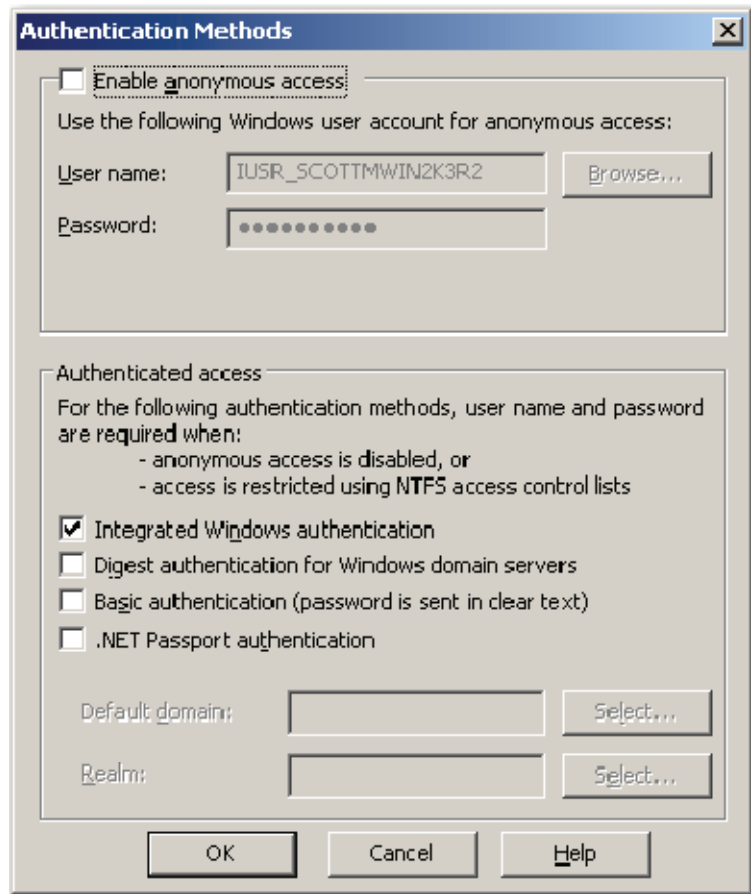 Authentication Methods
Enable anonymous access
Use the following Windows user account for anonymous access:
User name:
IUSR_SCOTTMWIN2K3R2
Browse...
Password:
●●●●●●●●●●
Authenticated access
For the following authentication methods, user name and password
are required when:
- anonymous access is disabled, or
- access is restricted using NTFS access control lists
Integrated Windows authentication
Digest authentication for Windows domain servers
Basic authentication (password is sent in clear text)
.NET Passport authentication
Default domain:
Select...
Realm:
Select...
OK
Cancel
Help